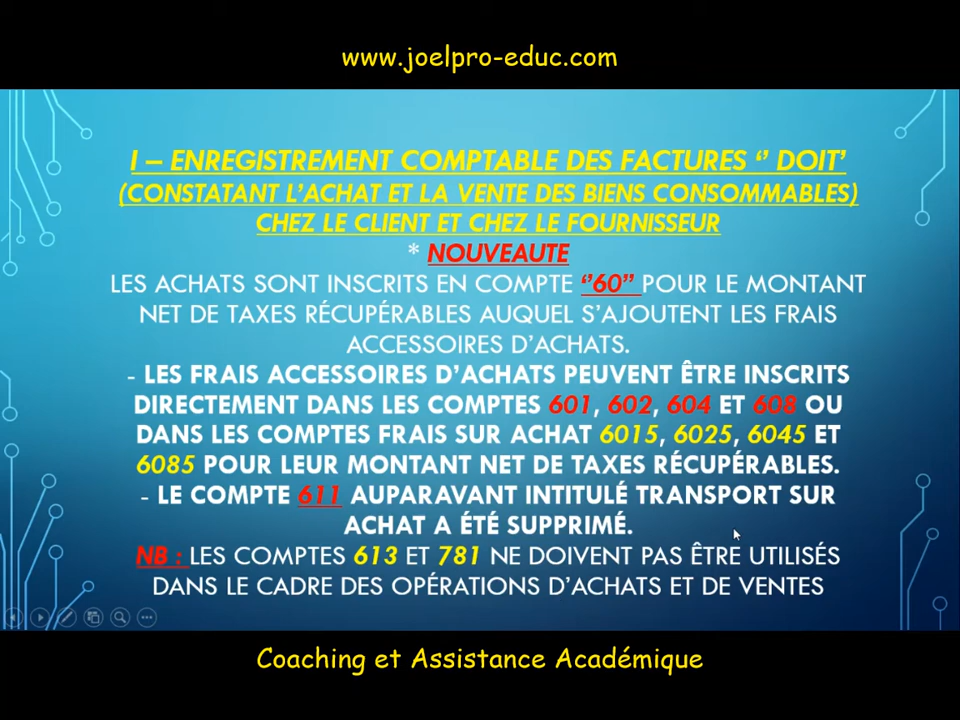 www.joelpro-educ.com
I – ENREGISTREMENT COMPTABLE DES FACTURES ‘’ DOIT’
(CONSTATANT L’ACHAT ET LA VENTE DES BIENS CONSOMMABLES)
CHEZ LE CLIENT ET CHEZ LE FOURNISSEUR
* NOUVEAUTE
LES ACHATS SONT INSCRITS EN COMPTE ‘’60’’ POUR LE MONTANT
NET DE TAXES RÉCUPÉRABLES AUQUEL S’AJOUTENT LES FRAIS
ACCESSOIRES D’ACHATS.
- LES FRAIS ACCESSOIRES D’ACHATS PEUVENT ÊTRE INSCRITS
DIRECTEMENT DANS LES COMPTES 601, 602, 604 ET 608 OU
DANS LES COMPTES FRAIS SUR ACHAT 6015, 6025, 6045 ET
6085 POUR LEUR MONTANT NET DE TAXES RÉCUPÉRABLES.
- LE COMPTE 611 AUPARAVANT INTITULÉ TRANSPORT SUR
ACHAT A ÉTÉ SUPPRIMÉ.
NB : LES COMPTES 613 ET 781 NE DOIVENT PAS ÊTRE UTILISÉS
DANS LE CADRE DES OPÉRATIONS D’ACHATS ET DE VENTES
Coaching et Assistance Académique